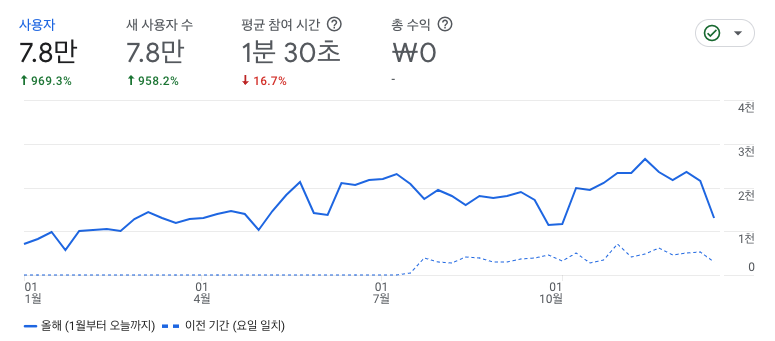 사용자 새 사용자 수 평균 참여 시간 총 수익
7.8만 7.8만 1분 30초 ₩0
969.3% 958.2% 16.7% -
4천
3천
2천
1천
0
01 01 01 01
1월 4월 7월 10월
올해 (1월부터 오늘까지) 이전 기간 (요일 일치)